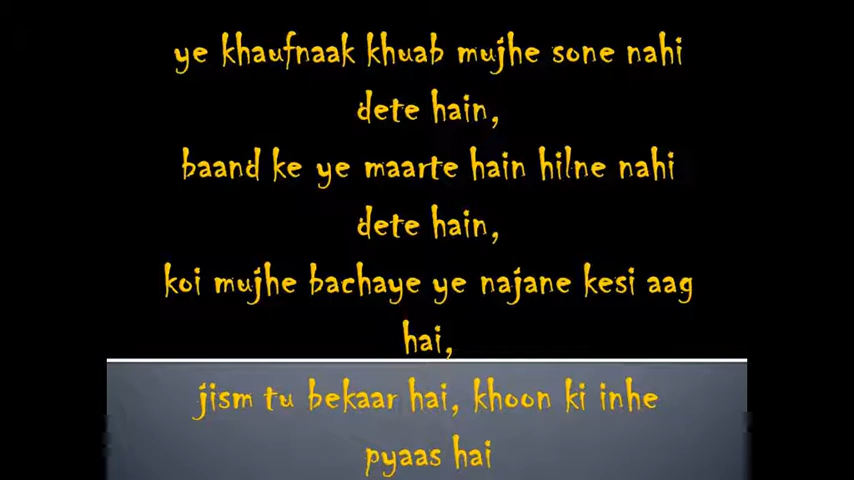 ye khaufnaak khuab mujhe sone nahi
dete hain,
baand ke ye maarte hain hilne nahi
dete hain,
koi mujhe bachaye ye najane kesi aag
hai,
jism tu bekaar hai, khoon ki inhe
pyaas hai